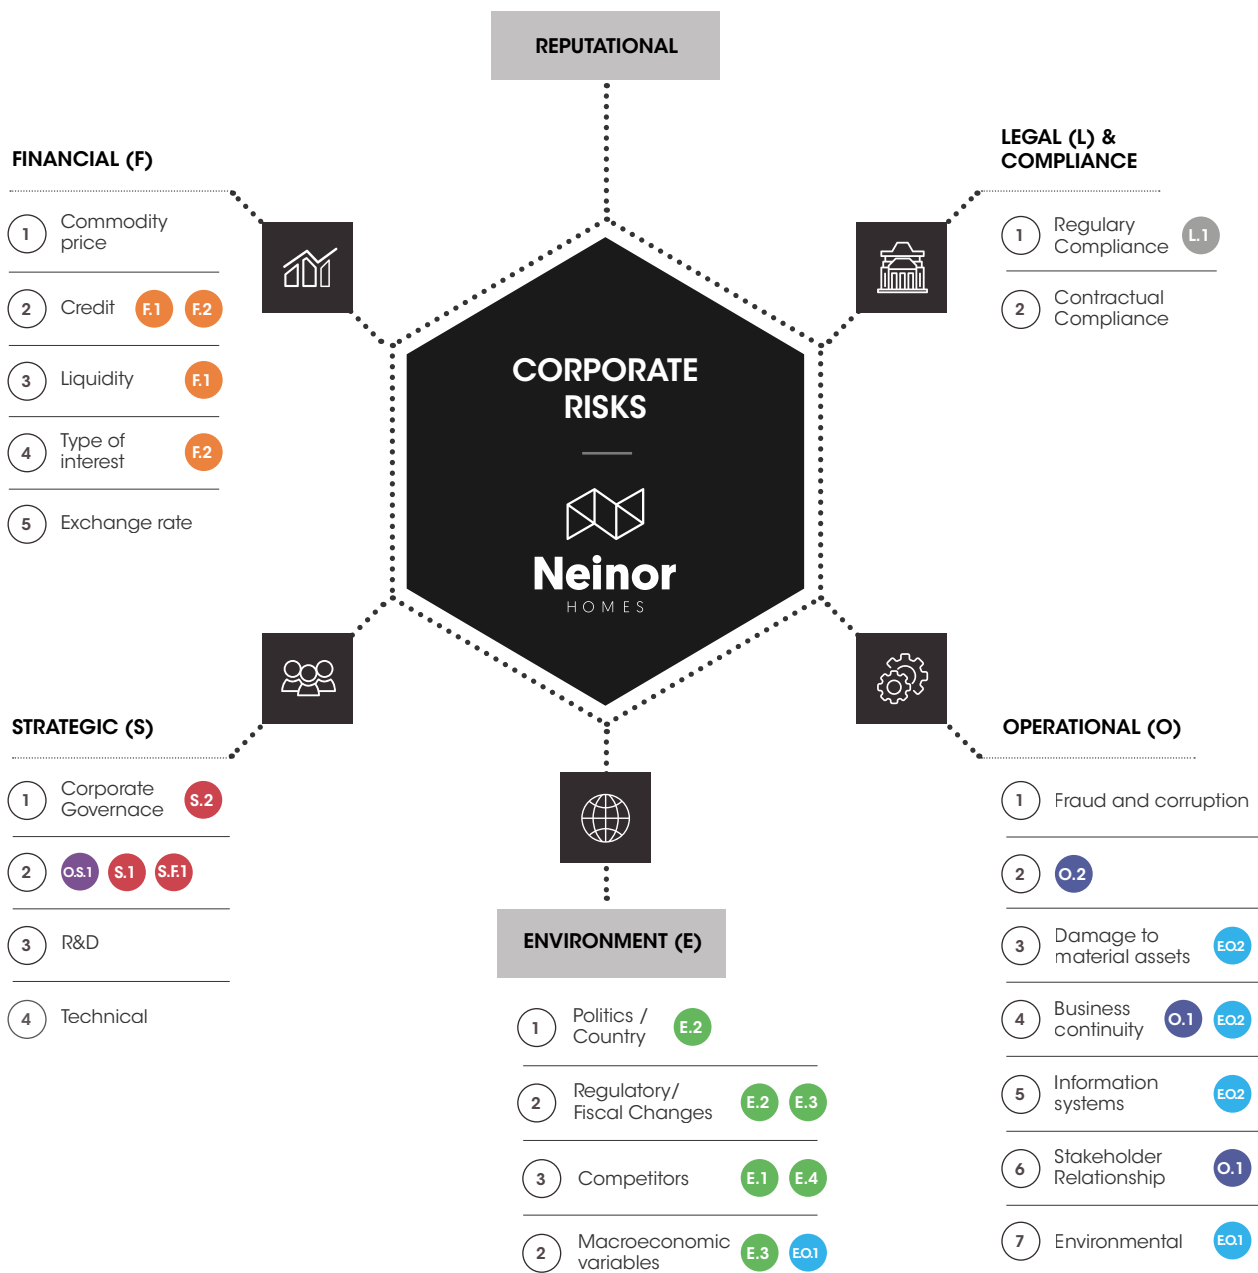 REPUTATIONAL
FINANCIAL (F)
1 Commodity
price
2 Credit F.1 F.2
3 Liquidity F.1
4 Type of
interest F.2
5 Exchange rate
LEGAL (L) &
COMPLIANCE
1 Regulary
Compliance L.1
2 Contractual
Compliance
CORPORATE
RISKS
Neinor
HOMES
STRATEGIC (S)
1 Corporate
Governace S.2
2 O.S.1 S.1 S.F.1
3 R&D
4 Technical
ENVIRONMENT (E)
1 Politics /
Country E.2
2 Regulatory/
Fiscal Changes E.2 E.3
3 Competitors E.1 E.4
2 Macroeconomic
variables E.3 E.O.1
OPERATIONAL (O)
1 Fraud and corruption
2 O.2
3 Damage to
material assets E.O.2
4 Business
continuity O.1 E.O.2
5 Information
systems E.O.2
6 Stakeholder
Relationship O.1
7 Environmental E.O.1